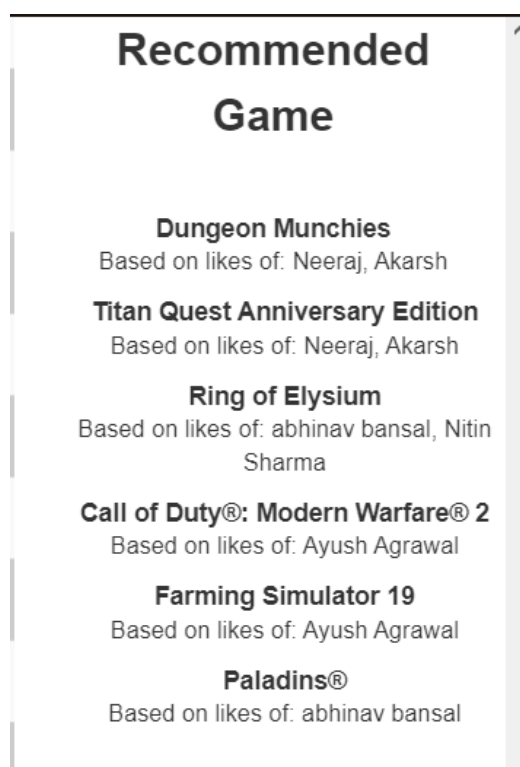 Recommended
Game
Dungeon Munchies
Based on likes of: Neeraj, Akarsh
Titan Quest Anniversary Edition
Based on likes of: Neeraj, Akarsh
Ring of Elysium
Based on likes of: abhinav bansal, Nitin
Sharma
Call of Duty®: Modern Warfare® 2
Based on likes of: Ayush Agrawal
Farming Simulator 19
Based on likes of: Ayush Agrawal
Paladins®
Based on likes of: abhinav bansal